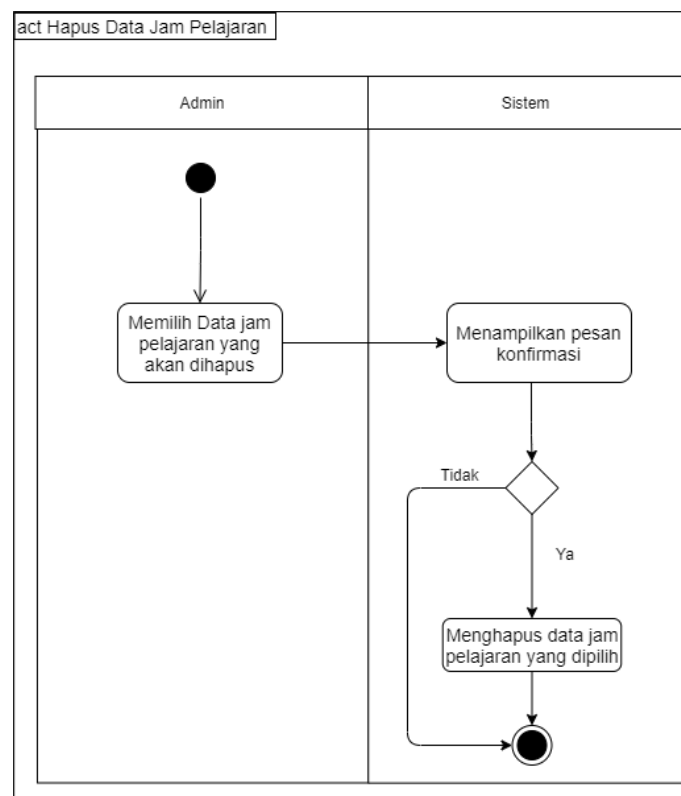 act Hapus Data Jam Pelajaran
Admin
Sistem
Memilih Data jam
pelajaran yang
akan dihapus
Menampilkan pesan
konfirmasi
Tidak
Ya
Menghapus data jam
pelajaran yang dipilih